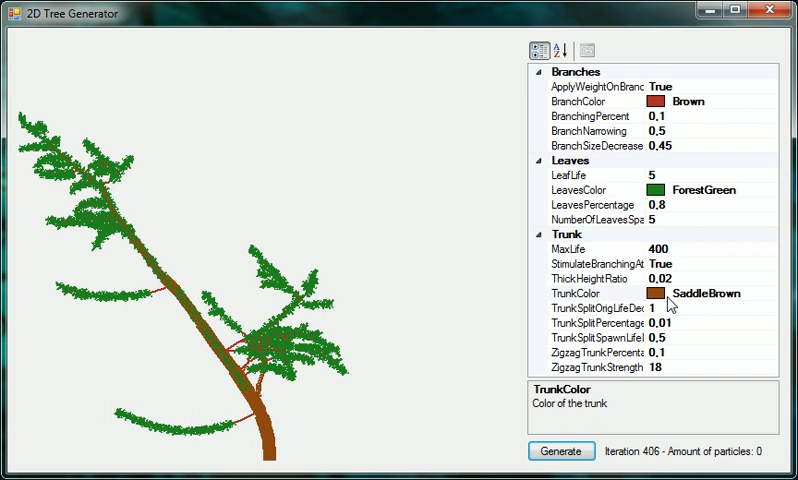 2D Tree Generator
Branches
ApplyWeightOnBranc True
BranchColor Brown
BranchingPercent 0,1
BranchNarrowing 0,5
BranchSizeDecrease 0,45
Leaves
LeafLife 5
LeavesColor ForestGreen
LeavesPercentage 0,8
NumberOfLeavesSpa 5
Trunk
MaxLife 400
StimulateBranchingAt True
ThickHeightRatio 0,02
TrunkColor SaddleBrown
TrunkSplitOrigLifeDec 1
TrunkSplitPercentage 0,01
TrunkSplitSpawnLifeI 0,5
ZigzagTrunkPercenta 0,1
ZigzagTrunkStrength 18
TrunkColor
Color of the trunk
Generate Iteration 406 - Amount of particles: 0